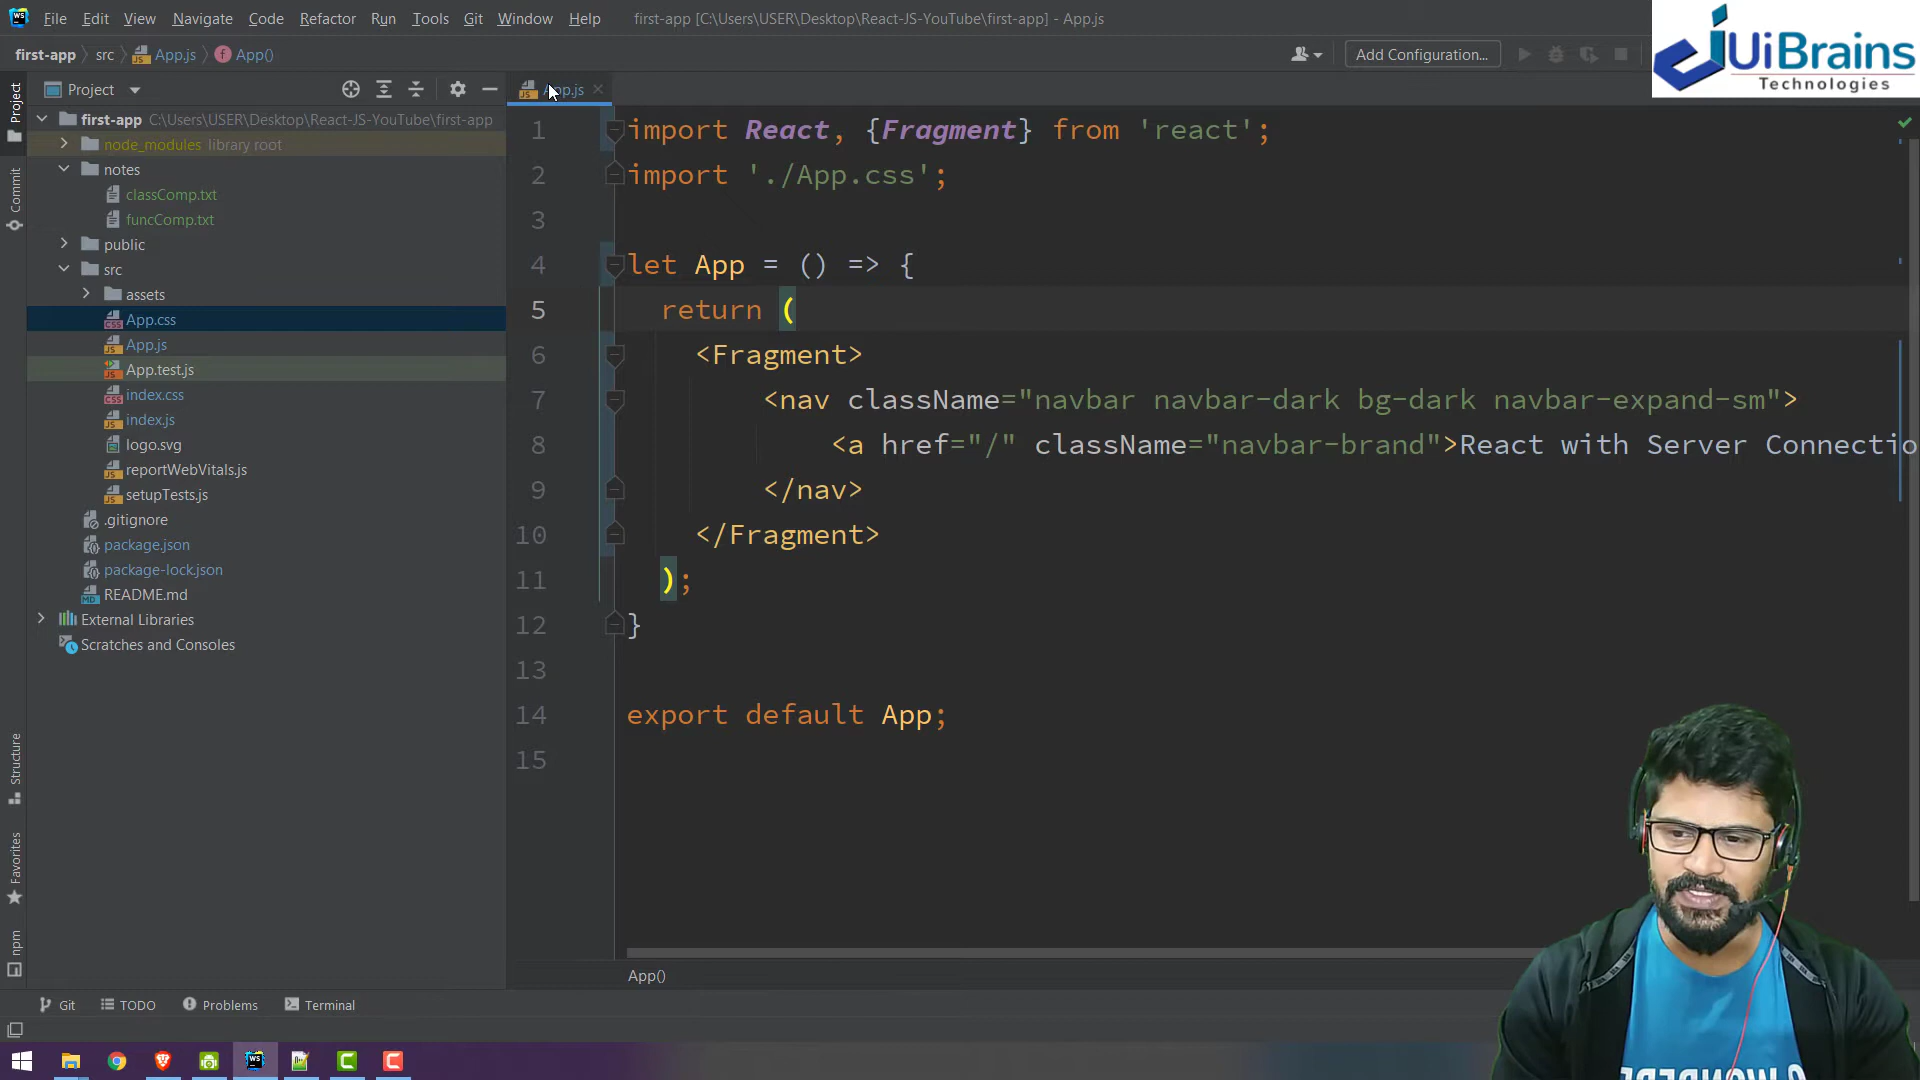 File Edit View Navigate Code Refactor Run Tools Git Window Help first-app [C:\Users\USER\Desktop\React-JS-YouTube\first-app] - App.js
UiBrains
Technologies
first-app src App.js App() Add Configuration...
Project
App.js
first-app C:\Users\USER\Desktop\React-JS-YouTube\first-app
node_modules library root
notes
classComp.txt
funcComp.txt
public
src
assets
App.css
App.js
App.test.js
index.css
index.js
logo.svg
reportWebVitals.js
setupTests.js
.gitignore
package.json
package-lock.json
README.md
External Libraries
Scratches and Consoles
Project
Commit
Structure
Favorites
npm
1 import React, {Fragment} from 'react';
2 import './App.css';
3
4 let App = () => {
5 return (
6 <Fragment>
7 <nav className="navbar navbar-dark bg-dark navbar-expand-sm">
8 <a href="/" className="navbar-brand">React with Server Connectio
9 </nav>
10 </Fragment>
11 );
12 }
13
14 export default App;
15
App()
Git TODO Problems Terminal